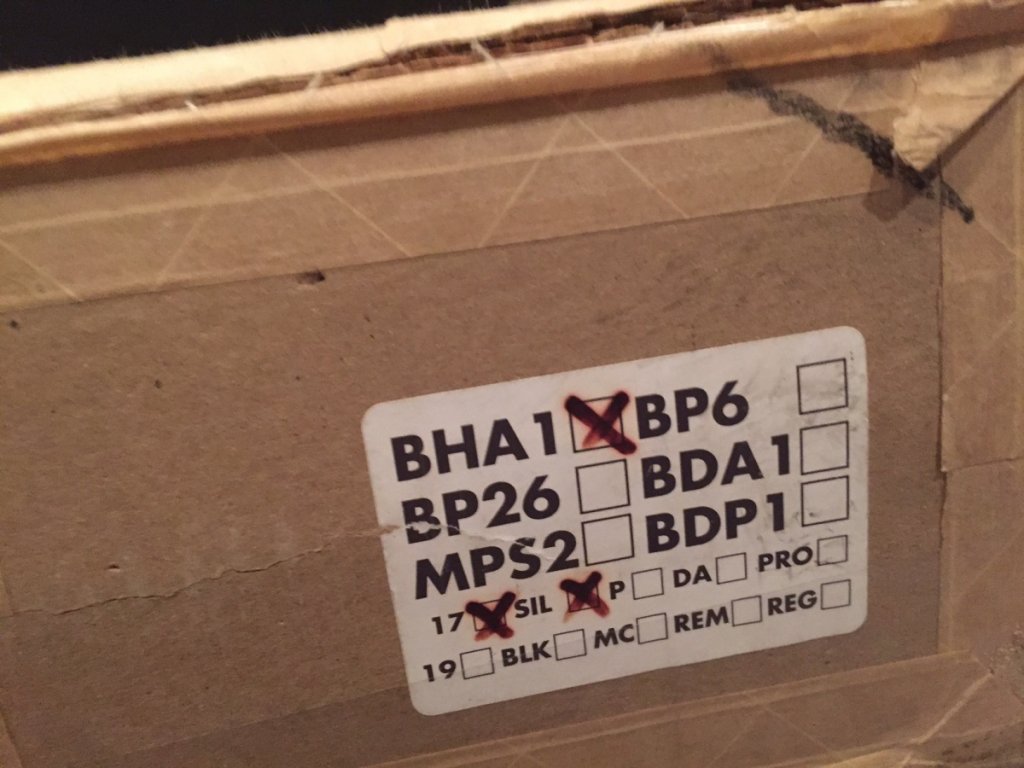 BHA1 BP6
BP26 BDA1
MPS2 BDP1
17 SIL P DA PRO
19 BLK MC REM REG